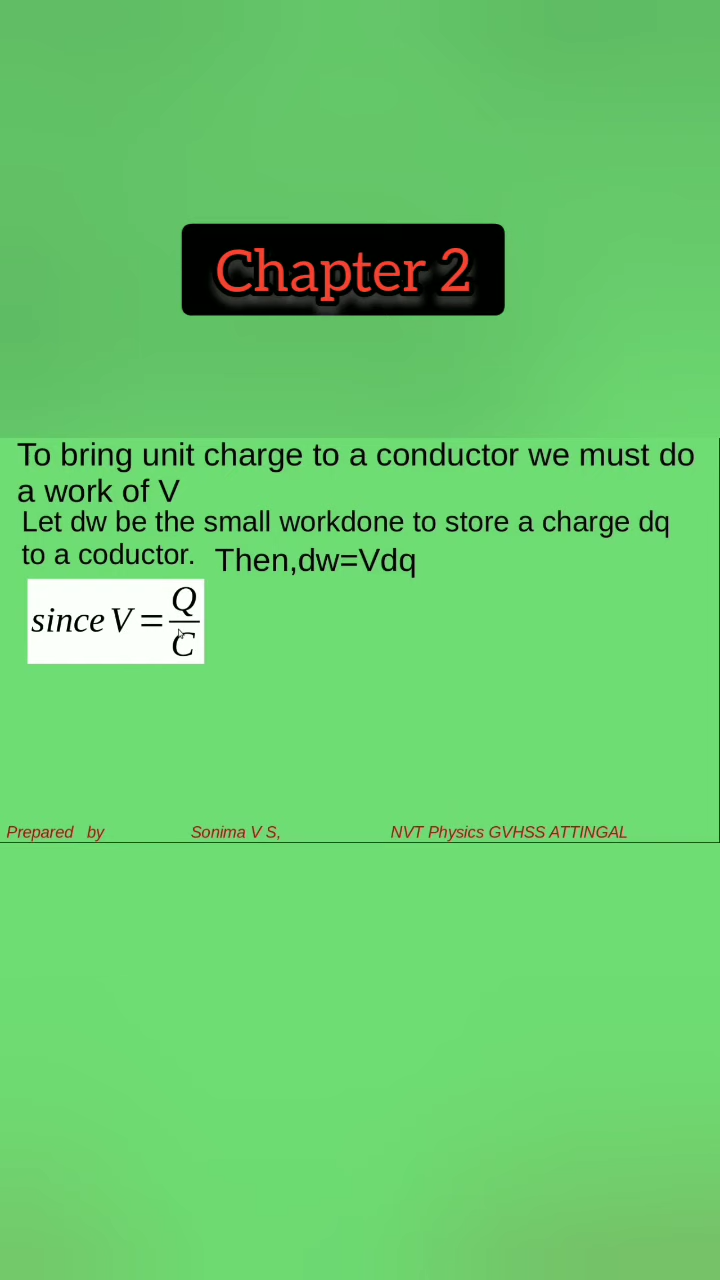 Chapter 2
To bring unit charge to a conductor we must do
a work of V
Let dw be the small workdone to store a charge dq
to a coductor. Then,dw=Vdq
since V = Q/C
Prepared by Sonima V S, NVT Physics GVHSS ATTINGAL